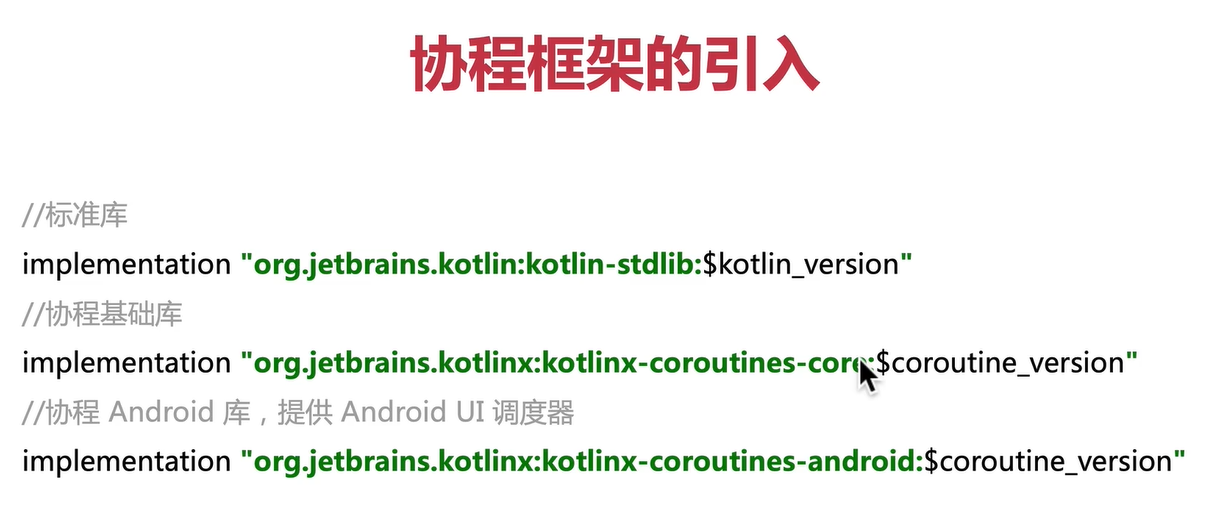 协程框架的引入
//标准库
implementation "org.jetbrains.kotlin:kotlin-stdlib:$kotlin_version"
//协程基础库
implementation "org.jetbrains.kotlinx:kotlinx-coroutines-core:$coroutine_version"
//协程 Android 库，提供 Android UI 调度器
implementation "org.jetbrains.kotlinx:kotlinx-coroutines-android:$coroutine_version"